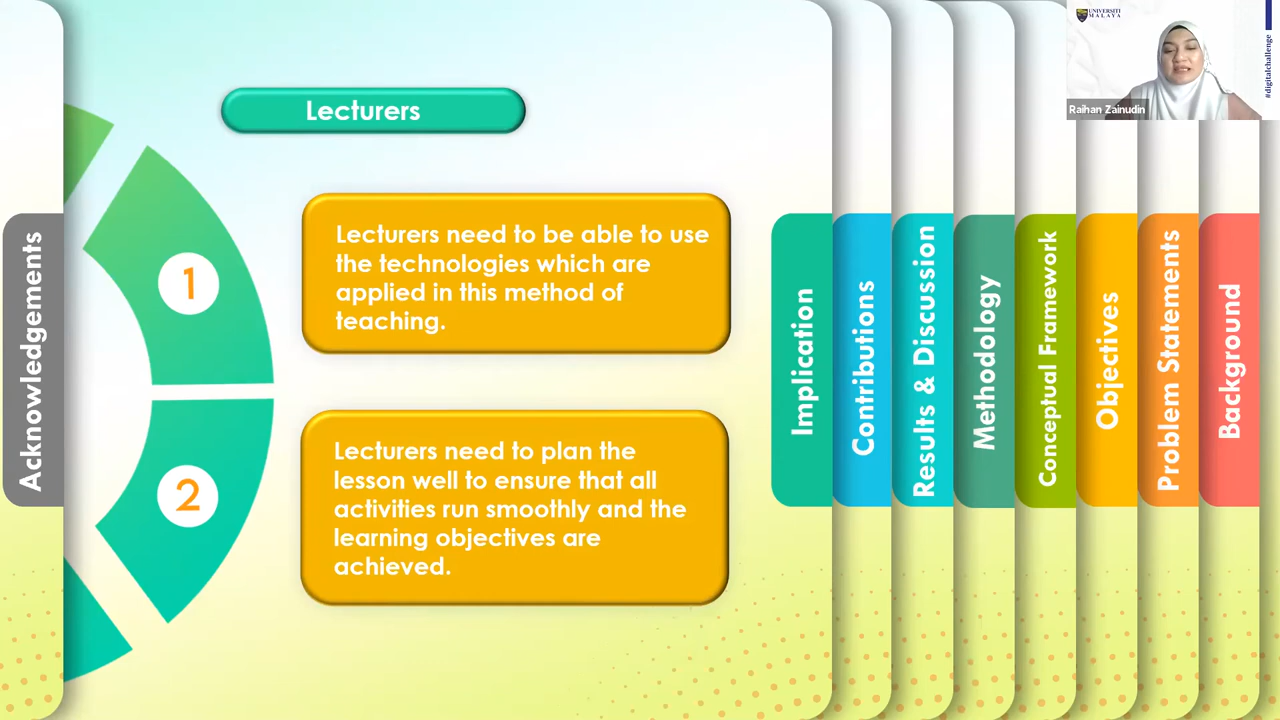 Lecturers
1
Lecturers need to be able to use
the technologies which are
applied in this method of
teaching.
2
Lecturers need to plan the
lesson well to ensure that all
activities run smoothly and the
learning objectives are
achieved.
Acknowledgements
Implication
Contributions
Results & Discussion
Methodology
Conceptual Framework
Objectives
Problem Statements
Background
UNIVERSITI
MALAYA
Raihan Zainudin
#digitalchallenge